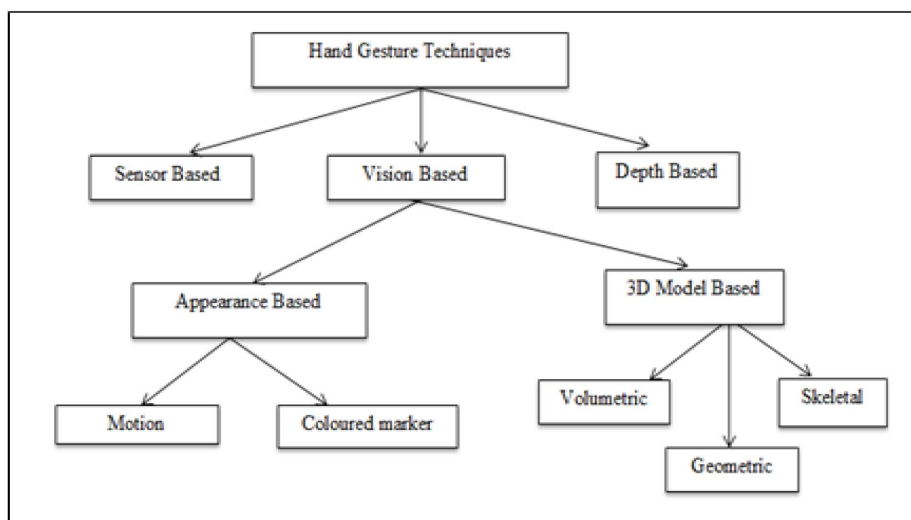 Hand Gesture Techniques
Sensor Based
Vision Based
Depth Based
Appearance Based
3D Model Based
Motion
Coloured marker
Volumetric
Skeletal
Geometric